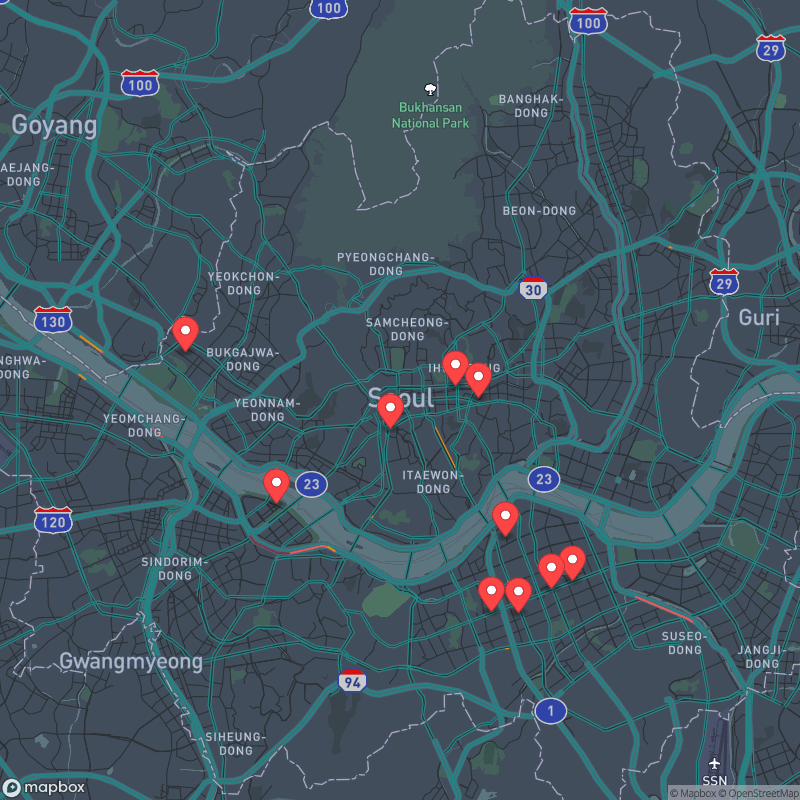 100
100
29
100
Bukhansan
National Park
BANGHAK-
DONG
Goyang
AEJANG-
DONG
BEON-DONG
PYEONGCHANG-
DONG
YEOKCHON-
DONG
30
29
130
SAMCHEONG-
DONG
Guri
BUKGAJWA-
DONG
NGHWA-
DONG
Seoul
YEONNAM-
DONG
YEOMCHANG-
DONG
ITAEWON-
DONG
23
23
120
SINDORIM-
DONG
SUSEO-
DONG
JANGJI-
DONG
Gwangmyeong
94
1
SIHEUNG-
DONG
SSN
mapbox
© Mapbox © OpenStreetMap